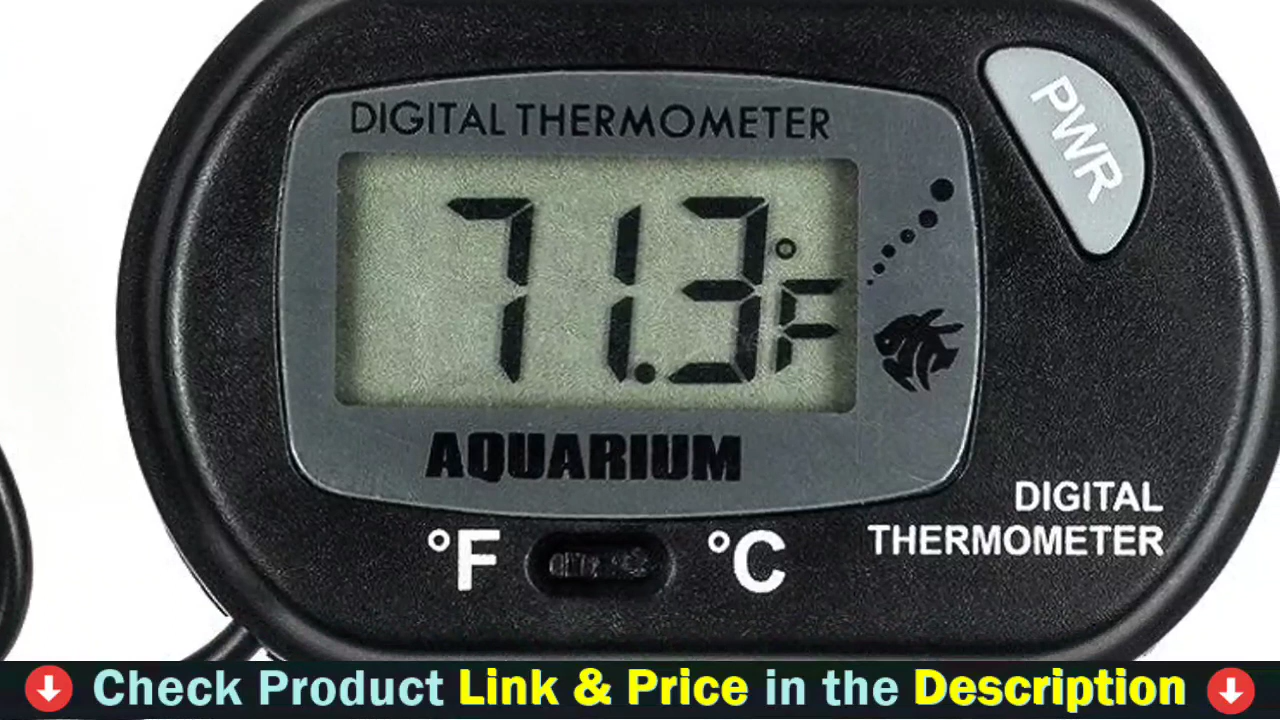 DIGITAL THERMOMETER
PWR
71.3°F
AQUARIUM
°F °C
DIGITAL
THERMOMETER
Check Product Link & Price in the Description